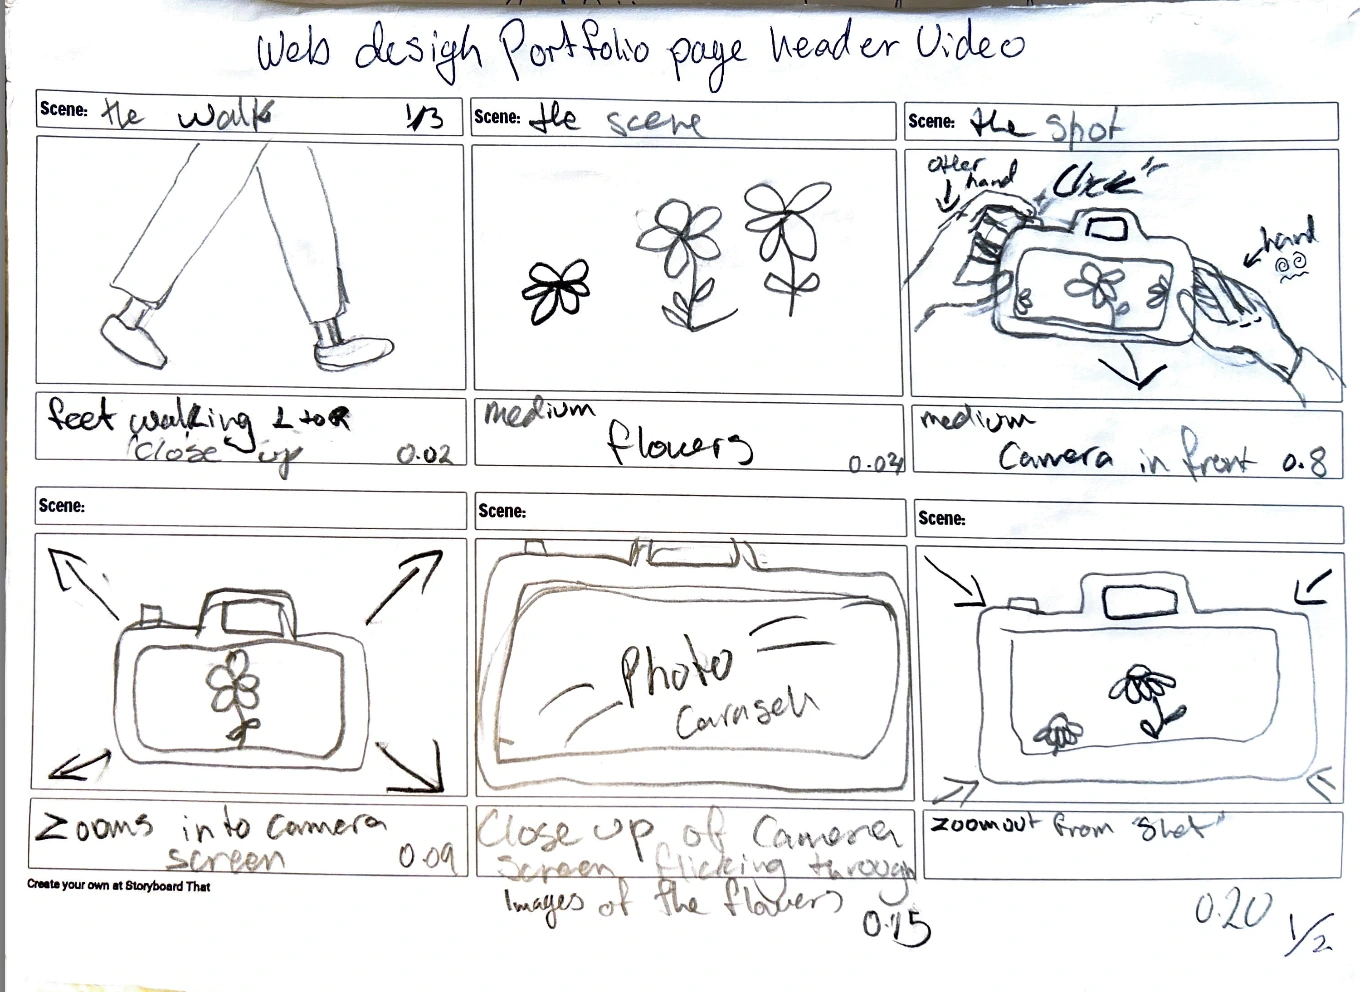 Web desigh Portfolio page header Video
Scene: the walk 1/3
Scene: the scene
Scene: the spot
other
hand
Click"
hand
feet walking L to R
close up 0.02
medium
flowers 0.04
medium
Camera in front 0.8
Scene:
Scene:
Scene:
Photo
Zooms into camera
screen 0.09
Close up of Camera
screen flicking through
Images of the flowers
0.15
zoom out from "Shot"
0.20
1/2
Create your own at Storyboard That